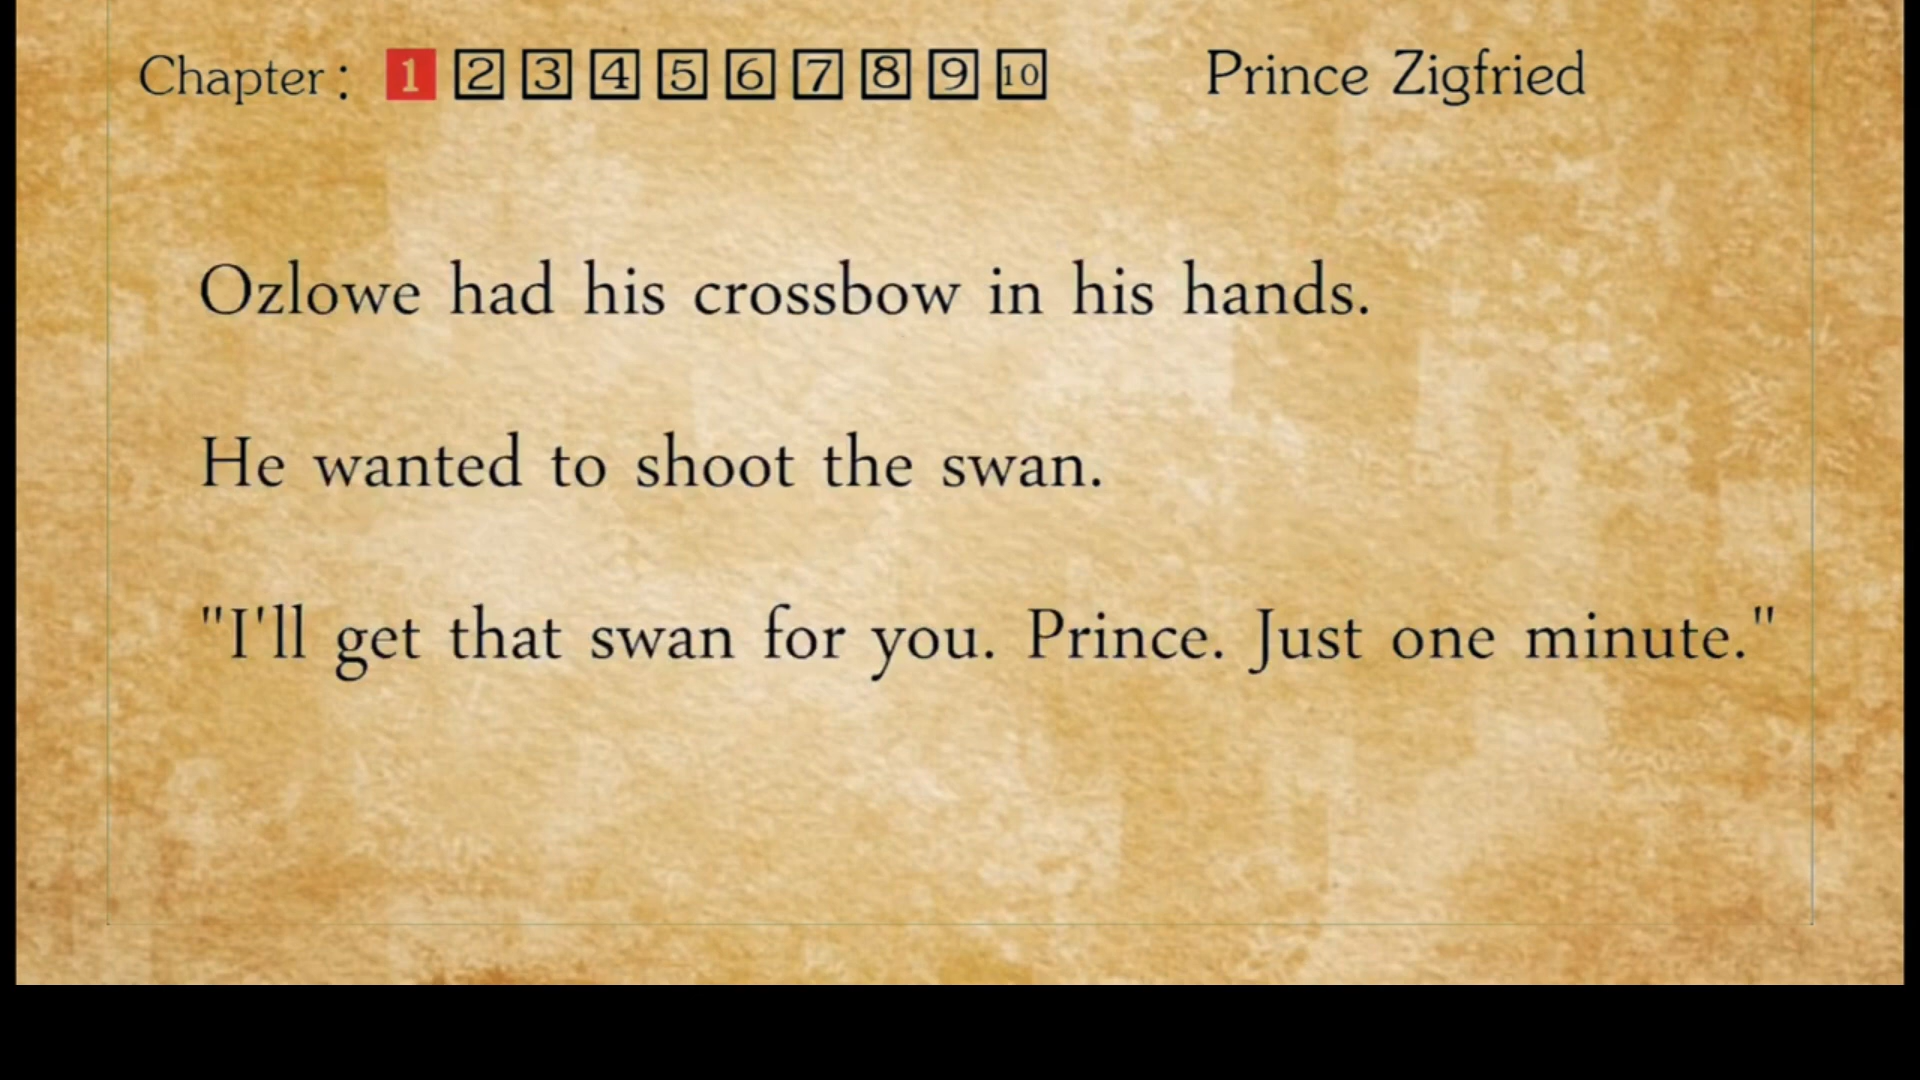 Chapter : 1 2 3 4 5 6 7 8 9 10 Prince Zigfried
Ozlowe had his crossbow in his hands.
He wanted to shoot the swan.
"I'll get that swan for you. Prince. Just one minute."